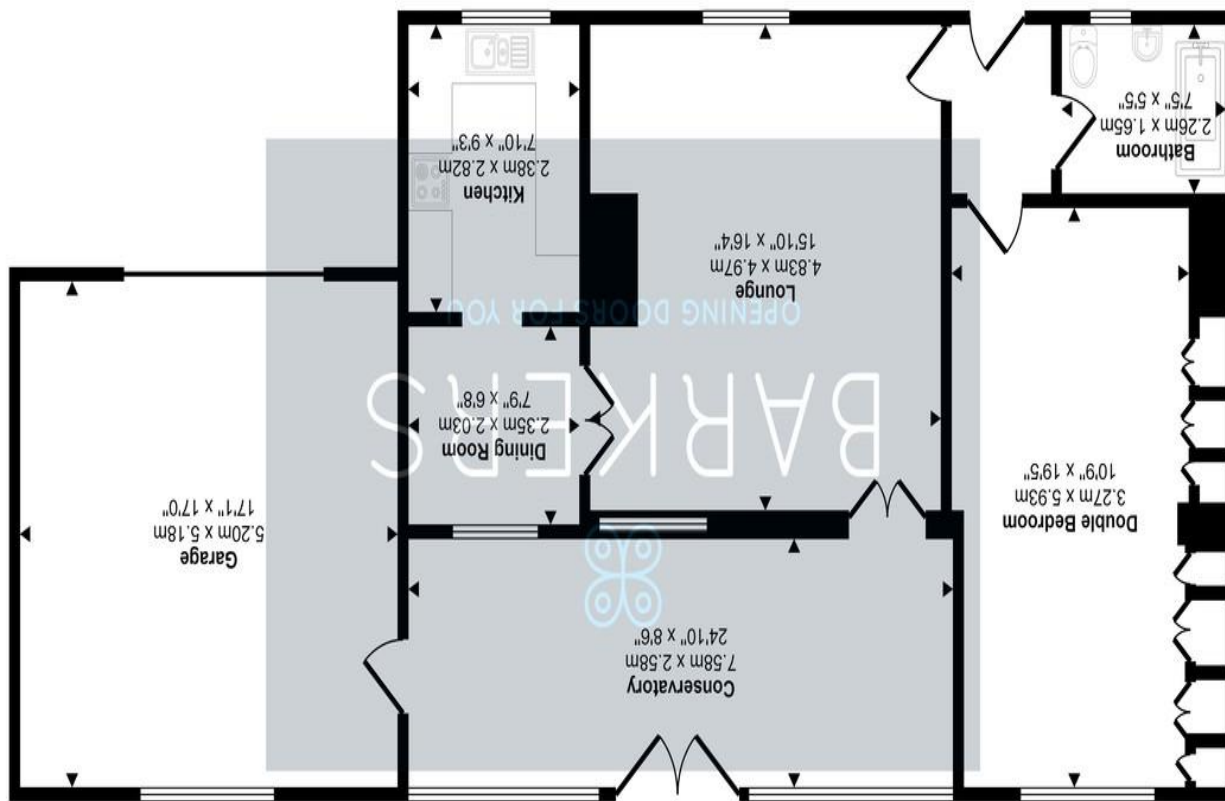 Double Bedroom
3.27m x 5.93m
10'9" x 19'5"
Conservatory
7.58m x 2.58m
24'10" x 8'6"
Garage
5.20m x 5.18m
17'1" x 17'0"
BARKERS
OPENING DOORS FOR YOU
Dining Room
2.35m x 2.03m
7'9" x 6'8"
Lounge
4.83m x 4.97m
15'10" x 16'4"
Bathroom
2.26m x 1.65m
7'5" x 5'5"
Kitchen
2.38m x 2.82m
7'10" x 9'3"